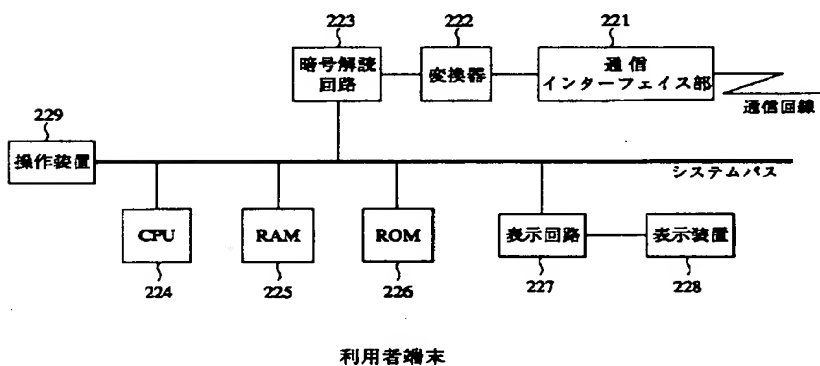 223
222
221
暗号解読
回路
変換器
通信
インターフェイス部
通信回線
229
操作装置
システムバス
CPU
RAM
ROM
表示回路
表示装置
224
225
226
227
228
利用者端末